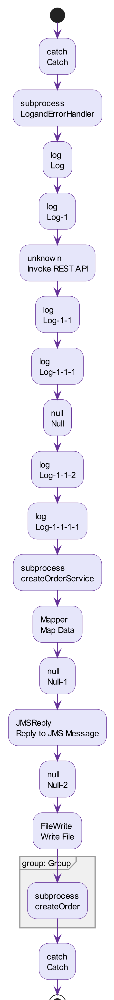 catch
Catch
subprocess
LogandErrorHandler
log
Log
log
Log-1
unknown
Invoke REST API
log
Log-1-1
log
Log-1-1-1
null
Null
log
Log-1-1-2
log
Log-1-1-1-1
subprocess
createOrderService
Mapper
Map Data
null
Null-1
JMSReply
Reply to JMS Message
null
Null-2
FileWrite
Write File
group: Group
subprocess
createOrder
catch
Catch